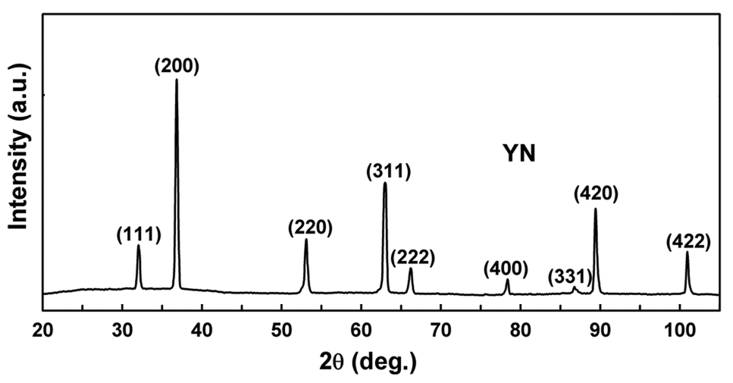 (200)
(311)
YN
(420)
(111)
(220)
(222)
(400)
(331)
(422)
Intensity (a.u.)
20 30 40 50 60 70 80 90 100
2θ (deg.)